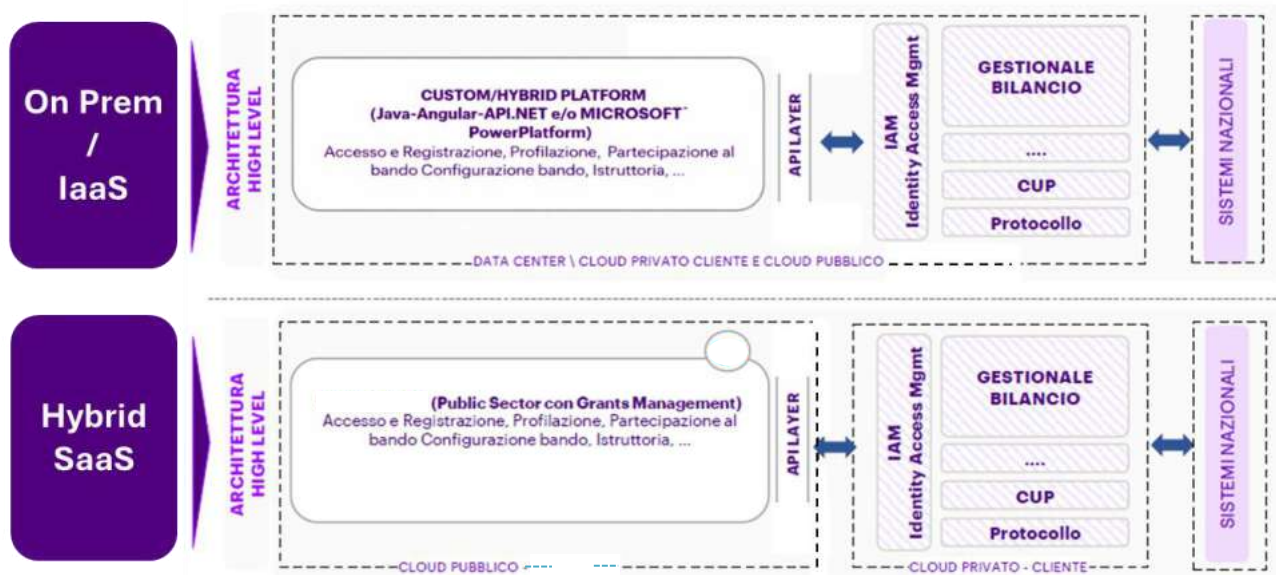 On Prem
/
IaaS
ARCHITETTURA
HIGH LEVEL
CUSTOM/HYBRID PLATFORM
(Java-Angular-API.NET e/o MICROSOFT
PowerPlatform)
Accesso e Registrazione, Profilazione, Partecipazione al
bando Configurazione bando, Istruttoria, ...
API LAYER
IAM
Identity Access Mgmt
GESTIONALE
BILANCIO
....
CUP
Protocollo
SISTEMI NAZIONALI
DATA CENTER \ CLOUD PRIVATO CLIENTE E CLOUD PUBBLICO
Hybrid
SaaS
ARCHITETTURA
HIGH LEVEL
(Public Sector con Grants Management)
Accesso e Registrazione, Profilazione, Partecipazione al
bando Configurazione bando, Istruttoria, ...
API LAYER
IAM
Identity Access Mgmt
GESTIONALE
BILANCIO
....
CUP
Protocollo
SISTEMI NAZIONALI
CLOUD PUBBLICO -
CLOUD PRIVATO - CLIENTE